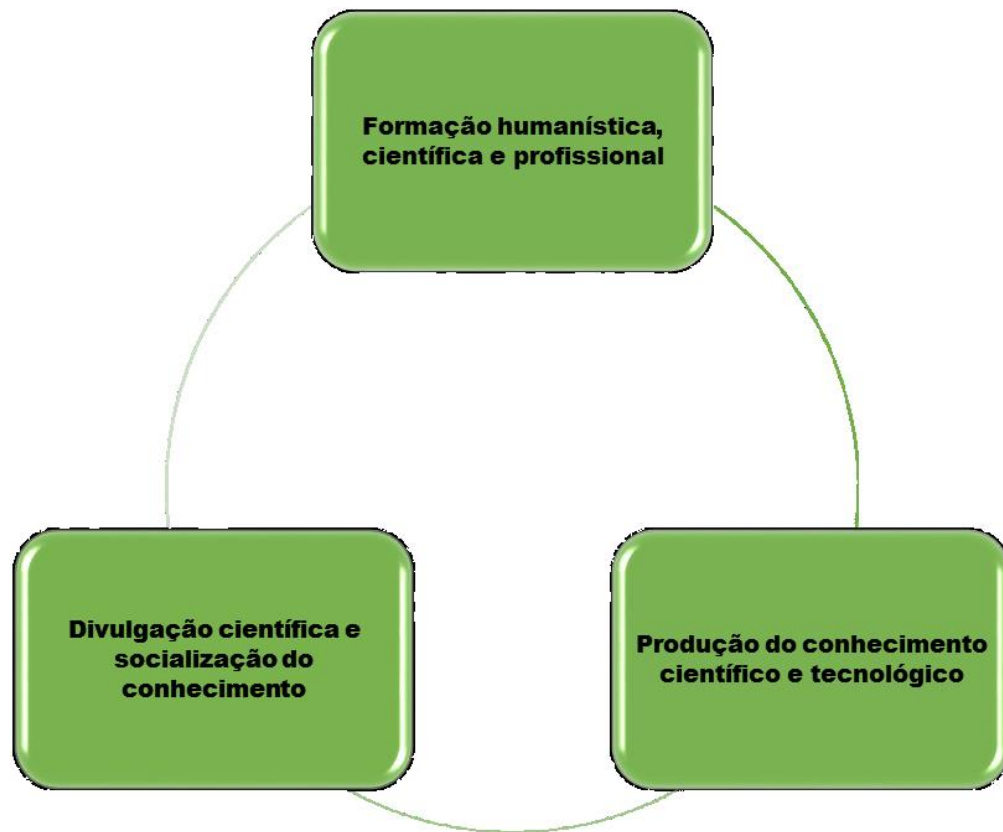 Formação humanística,
científica e profissional
Divulgação científica e
socialização do
conhecimento
Produção do conhecimento
científico e tecnológico